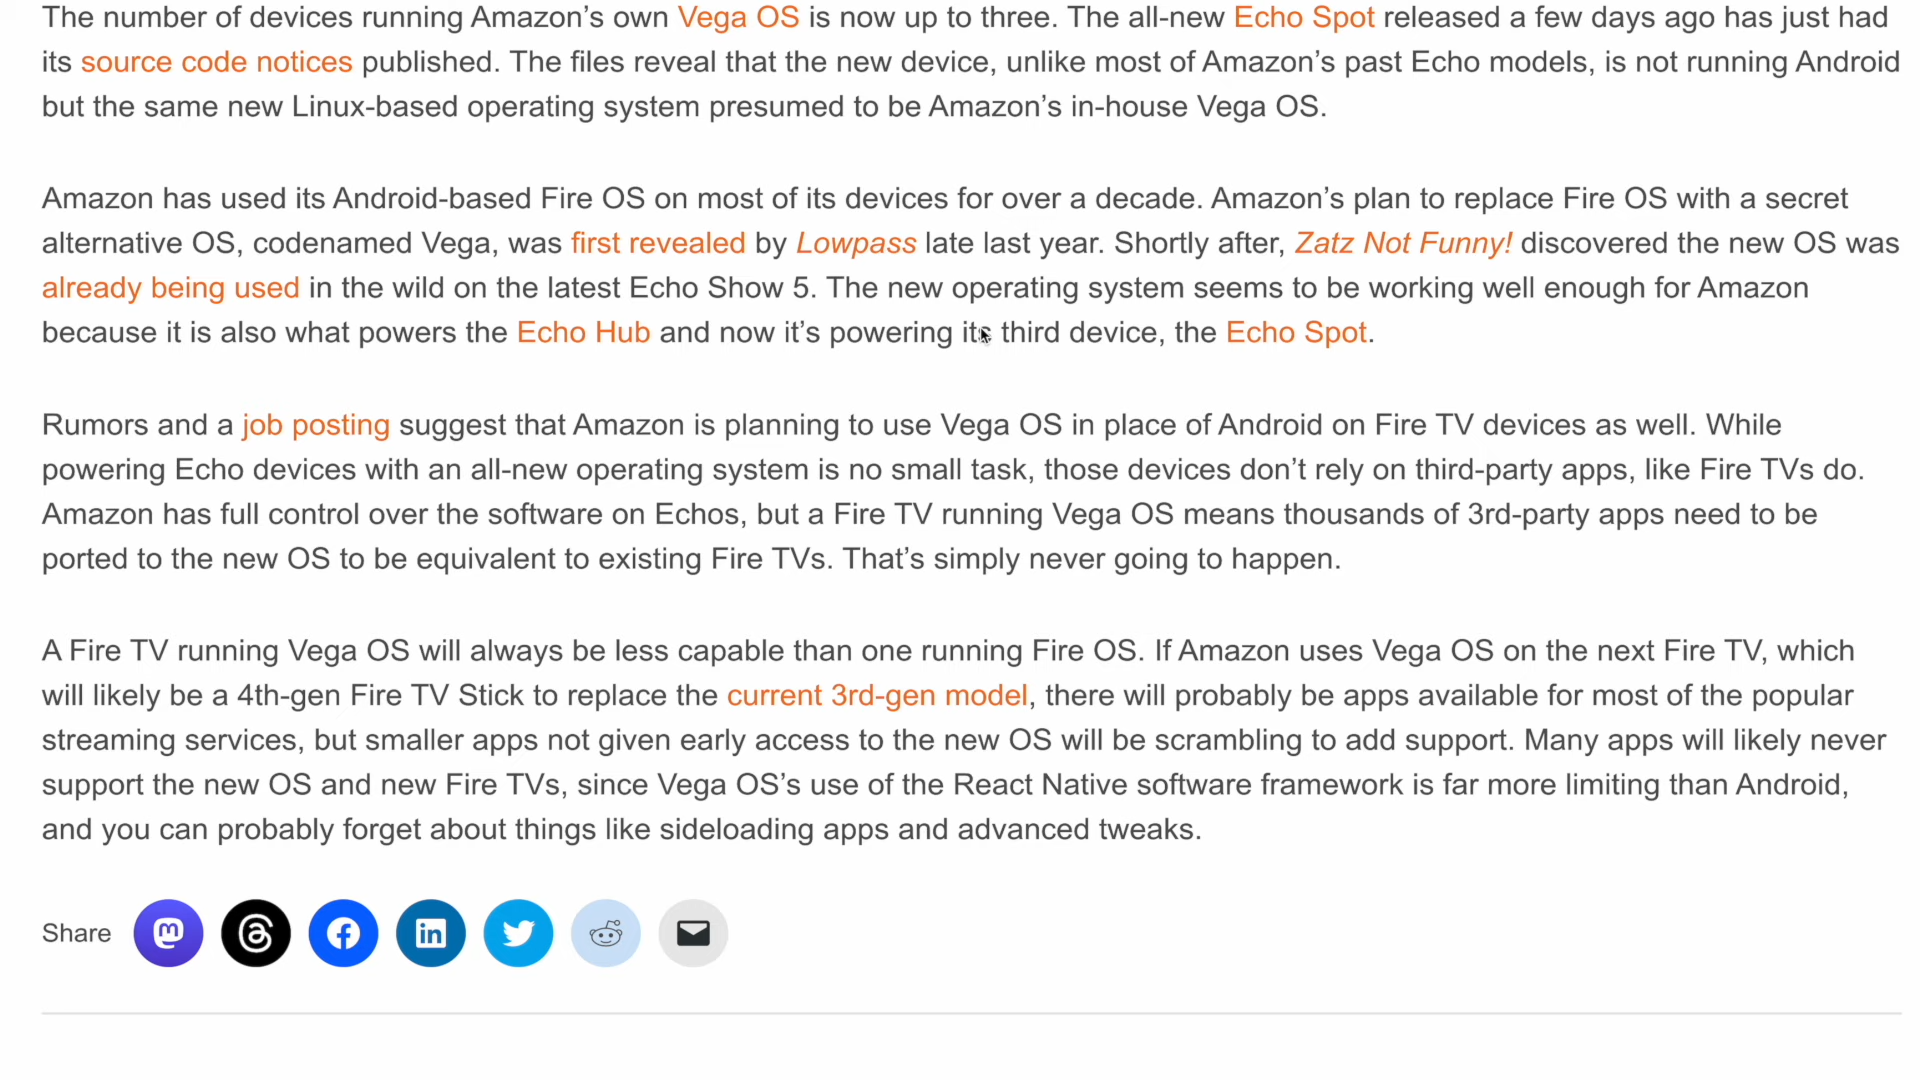 The number of devices running Amazon’s own Vega OS is now up to three. The all-new Echo Spot released a few days ago has just had
its source code notices published. The files reveal that the new device, unlike most of Amazon’s past Echo models, is not running Android
but the same new Linux-based operating system presumed to be Amazon’s in-house Vega OS.
Amazon has used its Android-based Fire OS on most of its devices for over a decade. Amazon’s plan to replace Fire OS with a secret
alternative OS, codenamed Vega, was first revealed by Lowpass late last year. Shortly after, Zatz Not Funny! discovered the new OS was
already being used in the wild on the latest Echo Show 5. The new operating system seems to be working well enough for Amazon
because it is also what powers the Echo Hub and now it’s powering its third device, the Echo Spot.
Rumors and a job posting suggest that Amazon is planning to use Vega OS in place of Android on Fire TV devices as well. While
powering Echo devices with an all-new operating system is no small task, those devices don’t rely on third-party apps, like Fire TVs do.
Amazon has full control over the software on Echos, but a Fire TV running Vega OS means thousands of 3rd-party apps need to be
ported to the new OS to be equivalent to existing Fire TVs. That’s simply never going to happen.
A Fire TV running Vega OS will always be less capable than one running Fire OS. If Amazon uses Vega OS on the next Fire TV, which
will likely be a 4th-gen Fire TV Stick to replace the current 3rd-gen model, there will probably be apps available for most of the popular
streaming services, but smaller apps not given early access to the new OS will be scrambling to add support. Many apps will likely never
support the new OS and new Fire TVs, since Vega OS’s use of the React Native software framework is far more limiting than Android,
and you can probably forget about things like sideloading apps and advanced tweaks.
Share